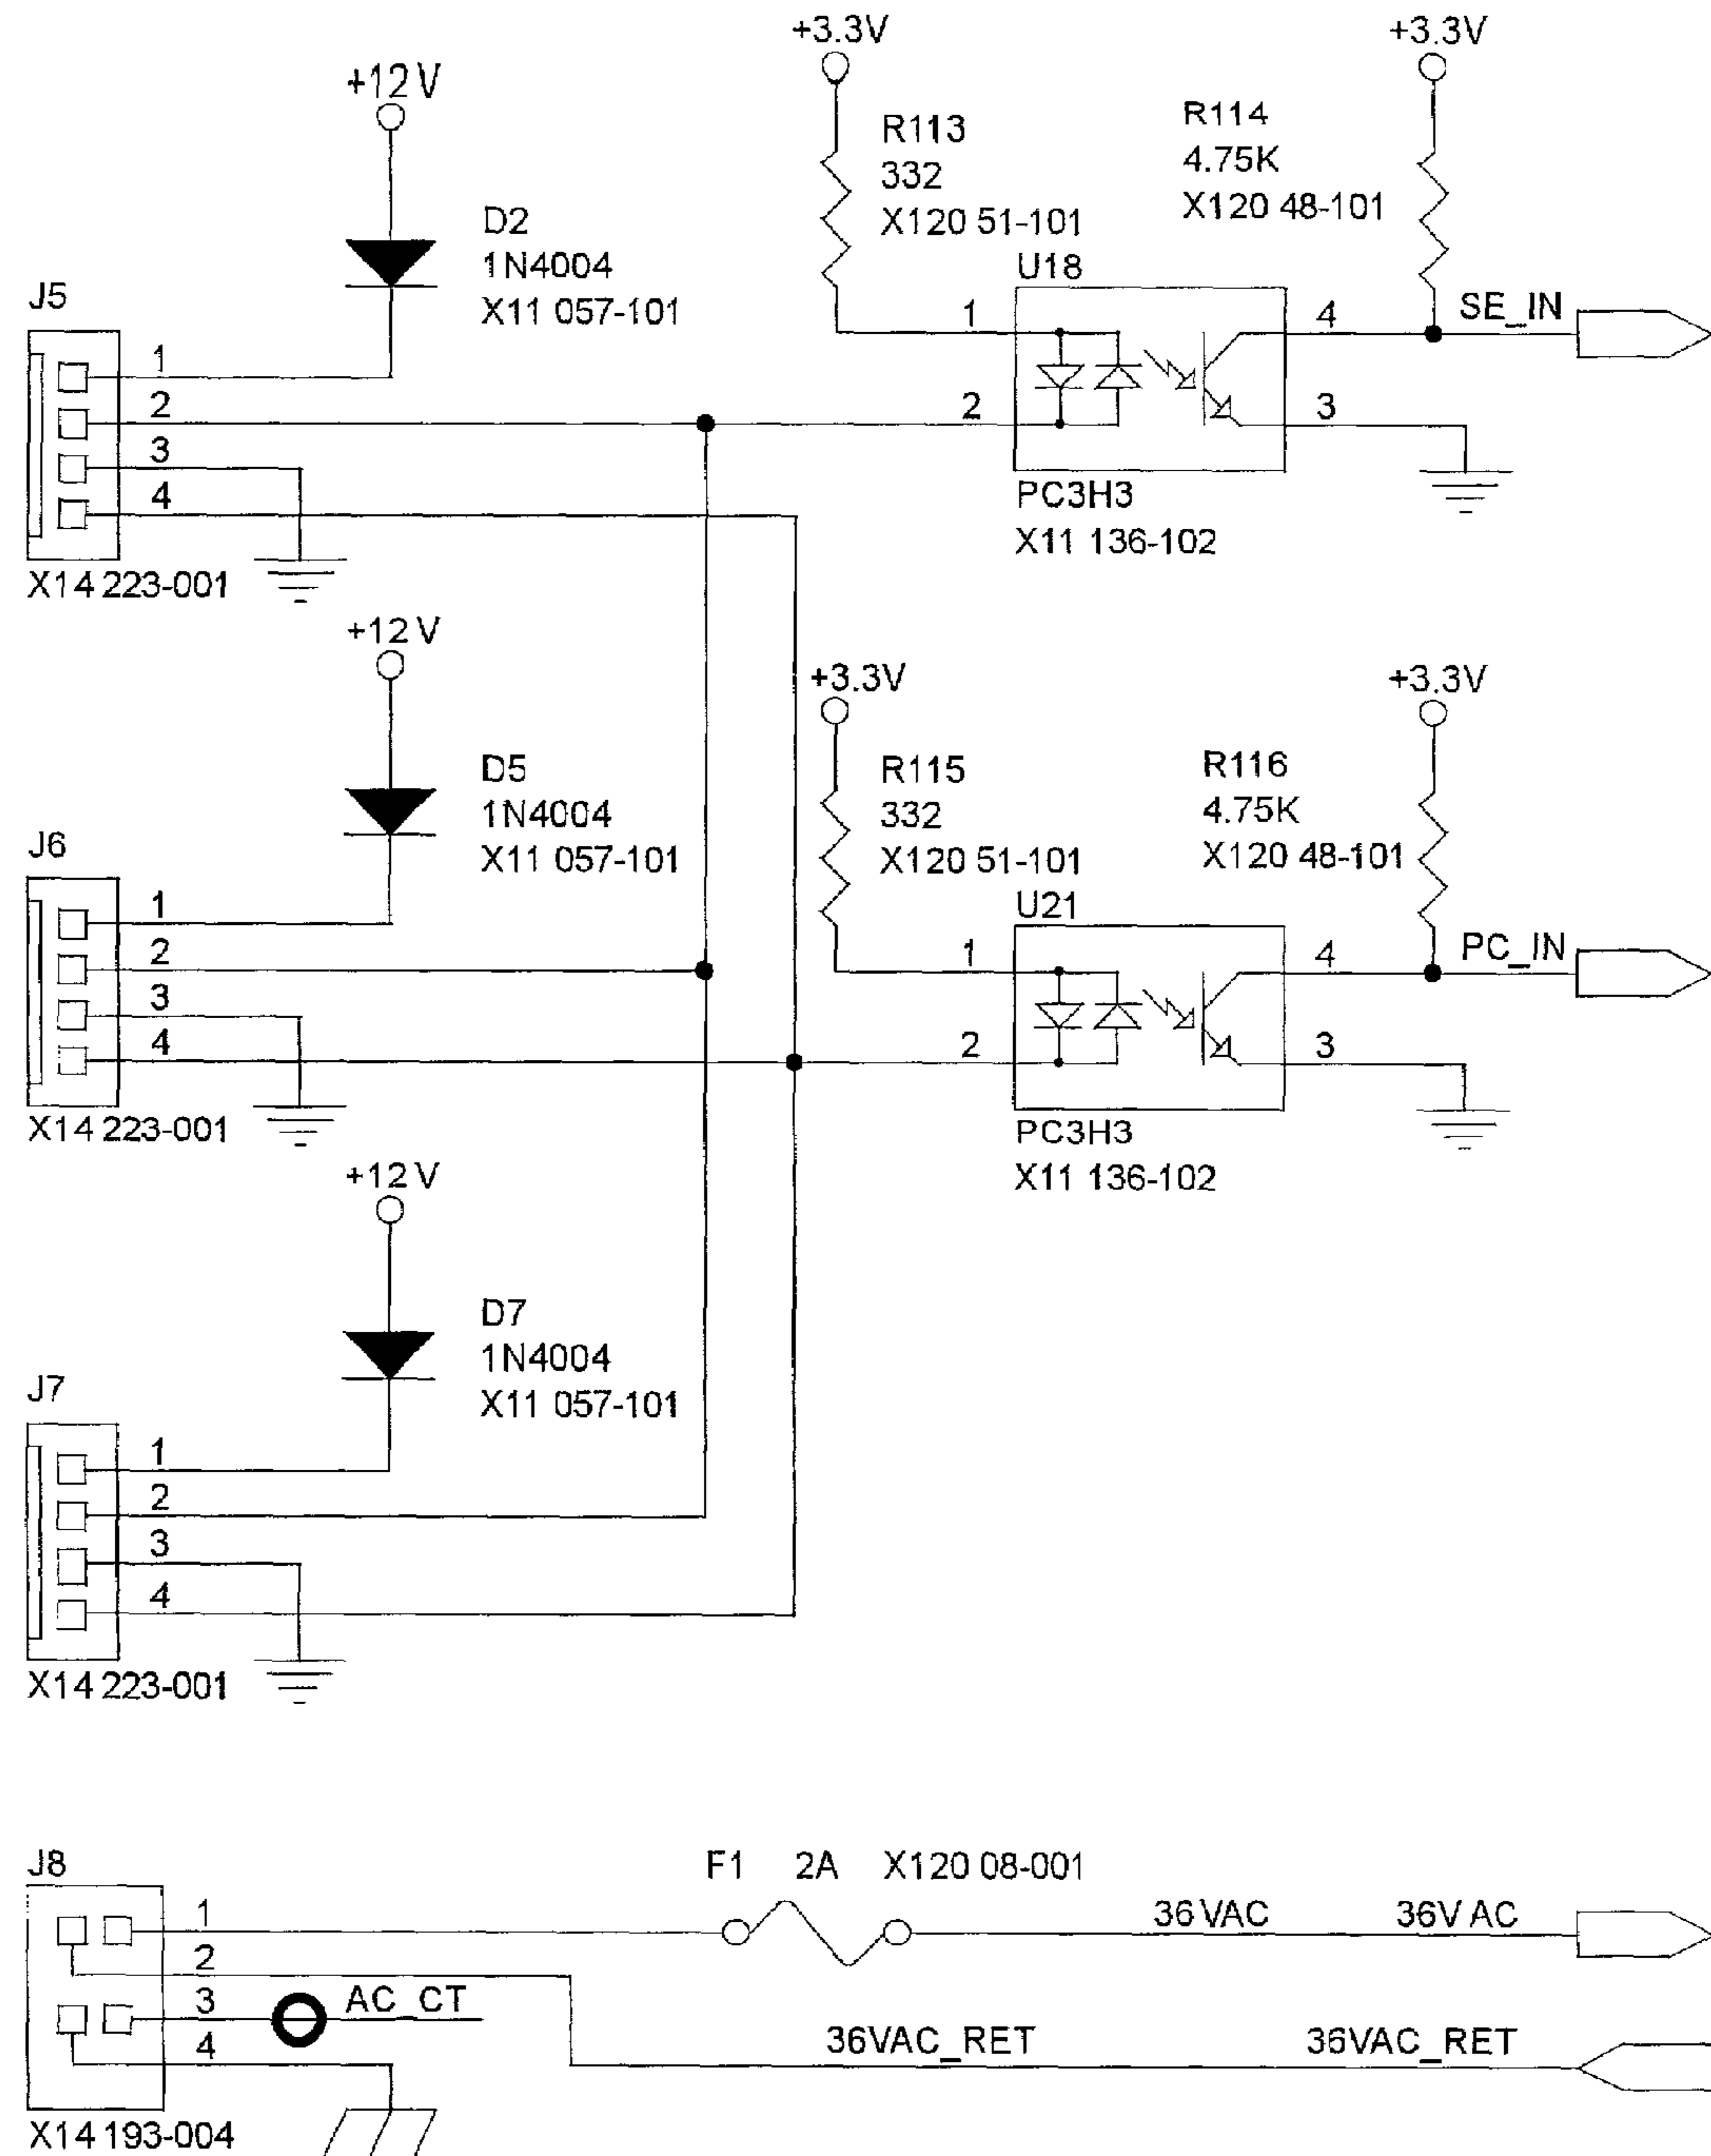 +3.3V
+3.3V
+12V
R113
332
X120 51-101
R114
4.75K
X120 48-101
D2
1N4004
X11 057-101
U18
J5
1
2
3
4
X14 223-001
1
2
4
3
SE_IN
PC3H3
X11 136-102
+12V
+3.3V
+3.3V
D5
1N4004
X11 057-101
R115
332
X120 51-101
R116
4.75K
X120 48-101
J6
1
2
3
4
X14 223-001
U21
1
2
4
3
PC_IN
PC3H3
X11 136-102
+12V
D7
1N4004
X11 057-101
J7
1
2
3
4
X14 223-001
J8
F1 2A X120 08-001
1
2
3
4
36VAC 36VAC
AC_CT
36VAC_RET 36VAC_RET
X14 193-004